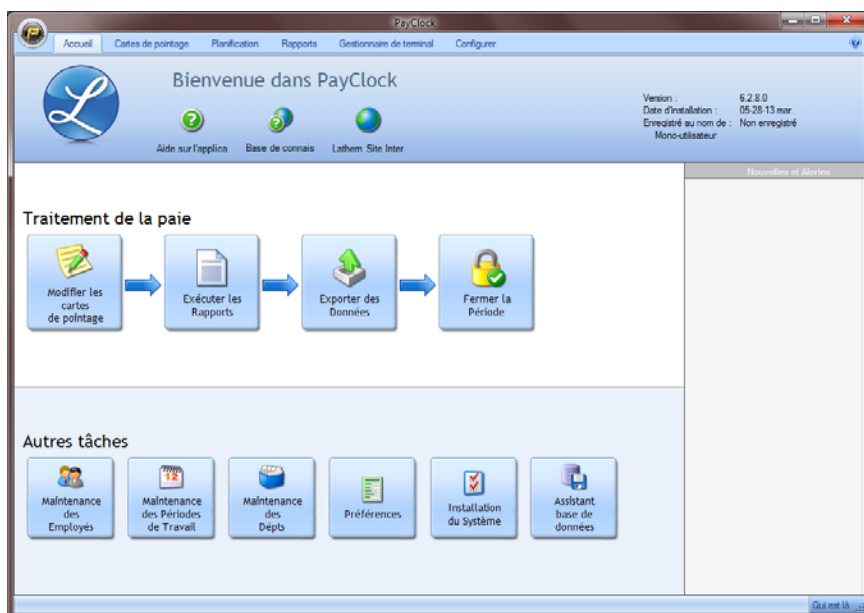 PayClock
Accueil Cartes de pointage Planification Rapports Gestionnaire de terminal Configurer
Bienvenue dans PayClock
Aide sur l'applica Base de connais Lathem Site Inter
Version : 6.2.8.0
Date d'installation : 05-28-13 mar.
Enregistré au nom de : Non enregistré
Mono-utilisateur
Nouvelles et Alertes
Traitement de la paie
Modifier les
cartes
de pointage
Exécuter les
Rapports
Exporter des
Données
Fermer la
Période
Autres tâches
Maintenance
des
Employés
Maintenance
des Périodes
de Travail
12
Maintenance
des
Dépts
Préférences
Installation
du Système
Assistant
base de
données
Qui est là